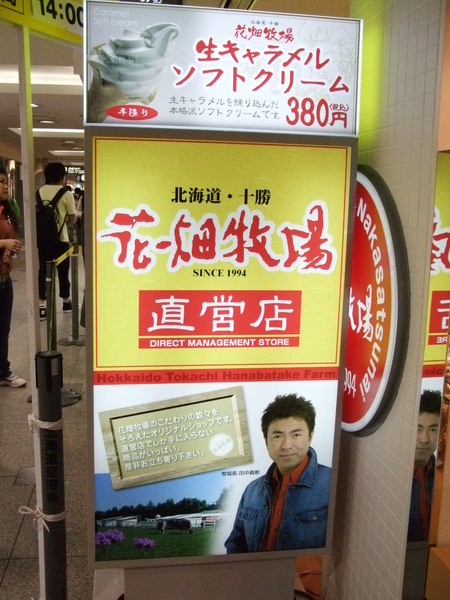 14:00
Caramel
Soft cream
北海道 十勝
花畑牧場
生キャラメル
ソフトクリーム
手造り
生キャラメルを練り込んだ
本格派ソフトクリームです。
380円(税込)
北海道・十勝
花畑牧場
SINCE 1994
直営店
DIRECT MANAGEMENT STORE
Hokkaido Tokachi Hanabatake Farm
花畑牧場のこだわりの数々を
そろえたオリジナルショップです。
直営店でしか手に入らない
商品がいっぱい。
是非お立ち寄り下さい。
牧場長 田中義剛
Nakasatsunai
牧場
1994